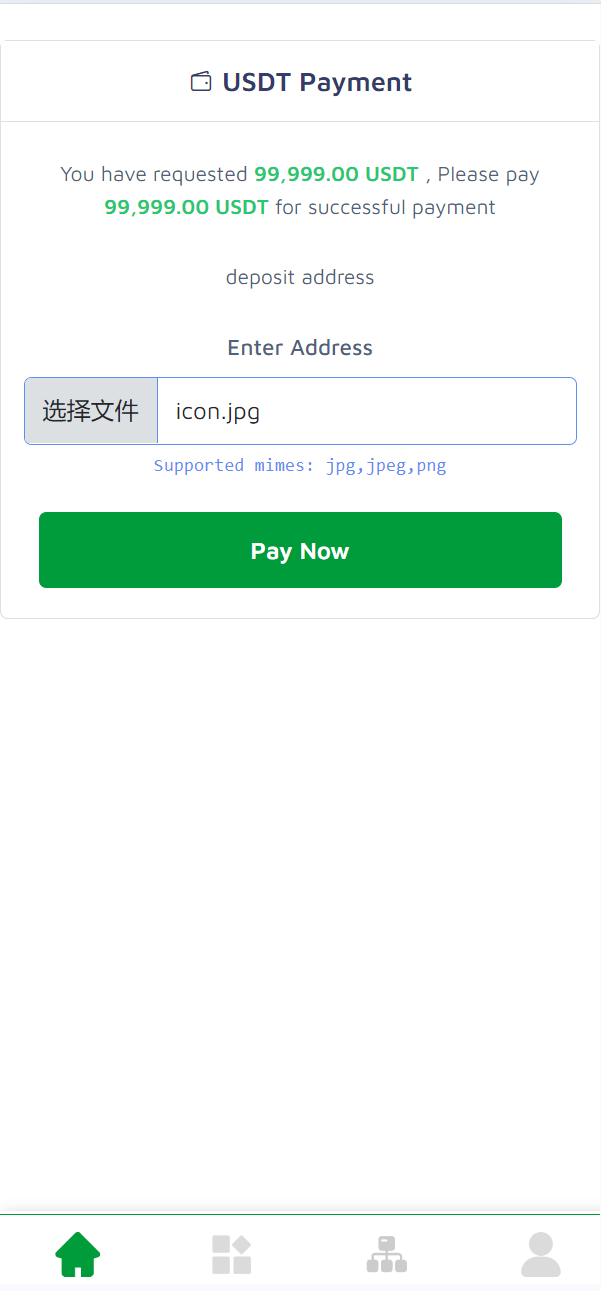 USDT Payment
You have requested 99,999.00 USDT , Please pay
99,999.00 USDT for successful payment
deposit address
Enter Address
选择文件 icon.jpg
Supported mimes: jpg,jpeg,png
Pay Now